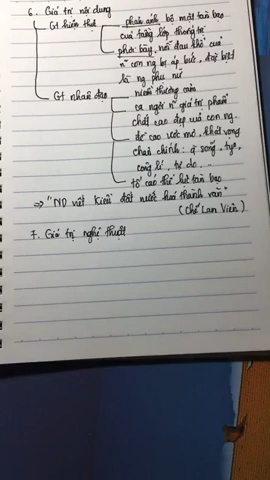 6. Giá trị nội dung
GT hiện thực
phản ánh bộ mặt tàn bạo
của tầng lớp thống trị
phơi bày nỗi đau khổ của
n~ con ng bị áp bức, đặc biệt
là ng phụ nữ
GT nhân đạo
niềm thương cảm
ca ngợi n~ giá trị phẩm
chất cao đẹp của con ng
đề cao ước mơ, khát vọng
chân chính: q sống, tyêu,
công lí, tự do...
tố cáo thế lực tàn bạo
⇒ "ND viết Kiều đất nước hoá thành văn"
(Chế Lan Viên)
7. Giá trị nghệ thuật